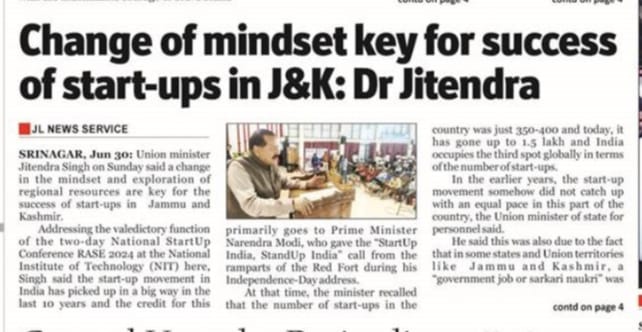 contd on page 4
contd on page 4
Change of mindset key for success
of start-ups in J&K: Dr Jitendra
JL NEWS SERVICE
SRINAGAR, Jun 30: Union minister
Jitendra Singh on Sunday said a change
in the mindset and exploration of
regional resources are key for the
success of start-ups in Jammu and
Kashmir.
Addressing the valedictory function
of the two-day National StartUp
Conference RASE 2024 at the National
Institute of Technology (NIT) here,
Singh said the start-up movement in
India has picked up in a big way in the
last 10 years and the credit for this
primarily goes to Prime Minister
Narendra Modi, who gave the "StartUp
India, StandUp India" call from the
ramparts of the Red Fort during his
Independence-Day address.
At that time, the minister recalled
that the number of start-ups in the
country was just 350-400 and today, it
has gone up to 1.5 lakh and India
occupies the third spot globally in terms
of the number of start-ups.
In the earlier years, the start-up
movement somehow did not catch up
with an equal pace in this part of the
country, the Union minister of state for
personnel said.
He said this was also due to the fact
that in some states and Union territories
like Jammu and Kashmir, a
"government job or sarkari naukri" was
contd on page 4